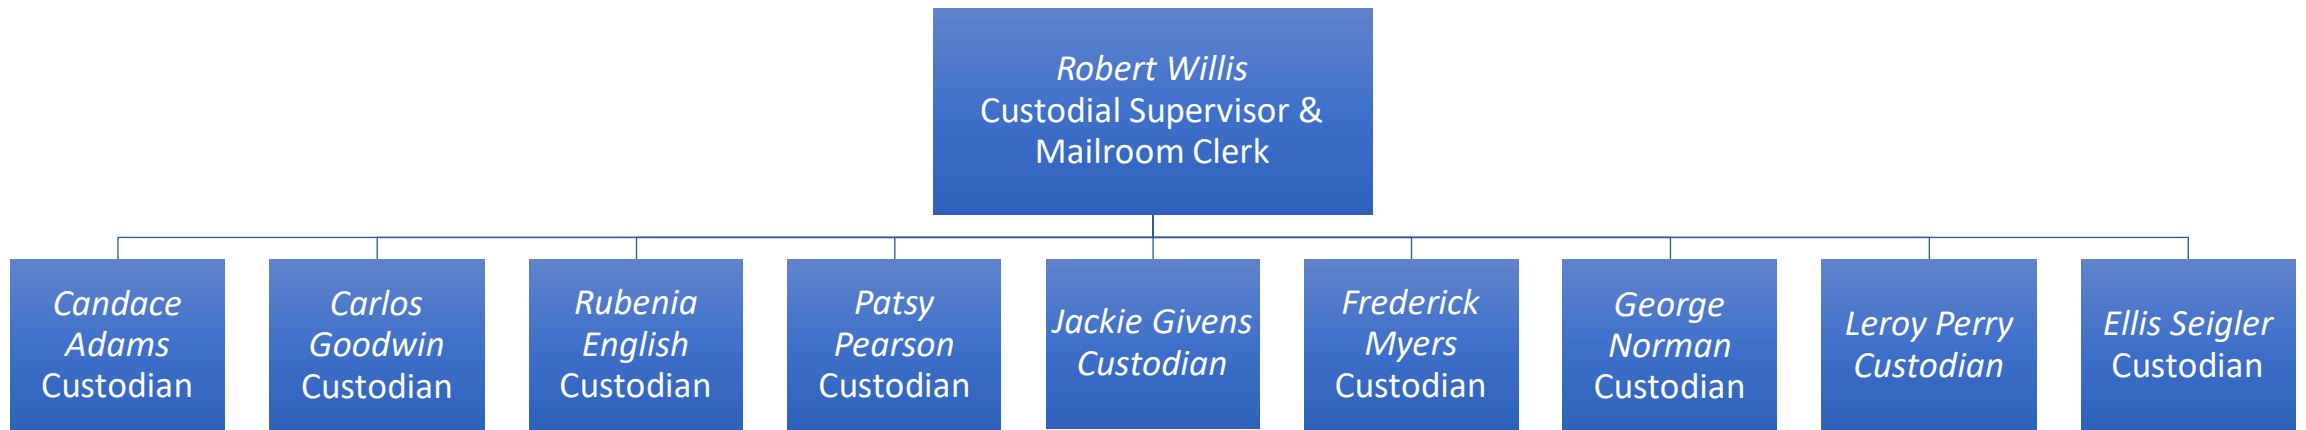 Robert Willis
Custodial Supervisor &
Mailroom Clerk
Candace
Adams
Custodian
Carlos
Goodwin
Custodian
Rubenia
English
Custodian
Patsy
Pearson
Custodian
Jackie Givens
Custodian
Frederick
Myers
Custodian
George
Norman
Custodian
Leroy Perry
Custodian
Ellis Seigler
Custodian